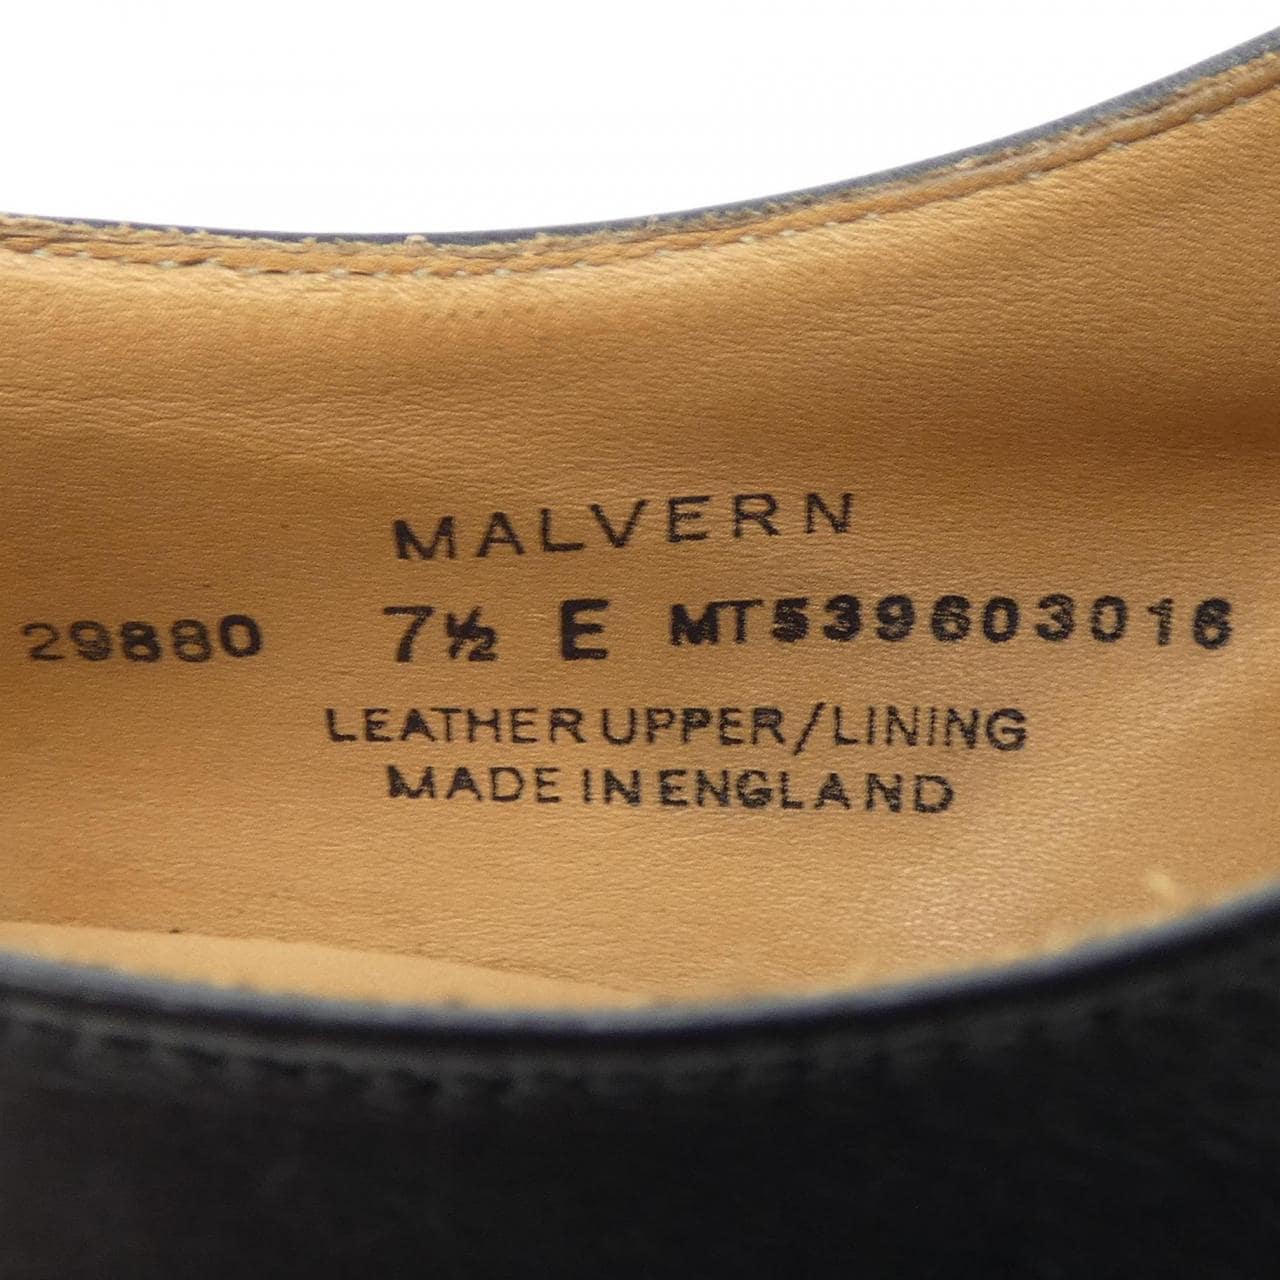 MALVERN
29880 7½ E MT539603016
LEATHER UPPER/LINING
MADE IN ENGLAND